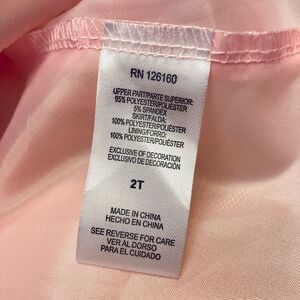 RN 126160
UPPER PART/PARTE SUPERIOR:
95% POLYESTER/POLIÉSTER
5% SPANDEX
SKIRT/FALDA:
100% POLYESTER/POLIÉSTER
LINING/FORRO:
100% POLYESTER/POLIÉSTER
EXCLUSIVE OF DECORATION
EXCLUSIVO DE DECORACIÓN
2T
MADE IN CHINA
HECHO EN CHINA
SEE REVERSE FOR CARE
VER AL DORSO
PARA EL CUIDADO